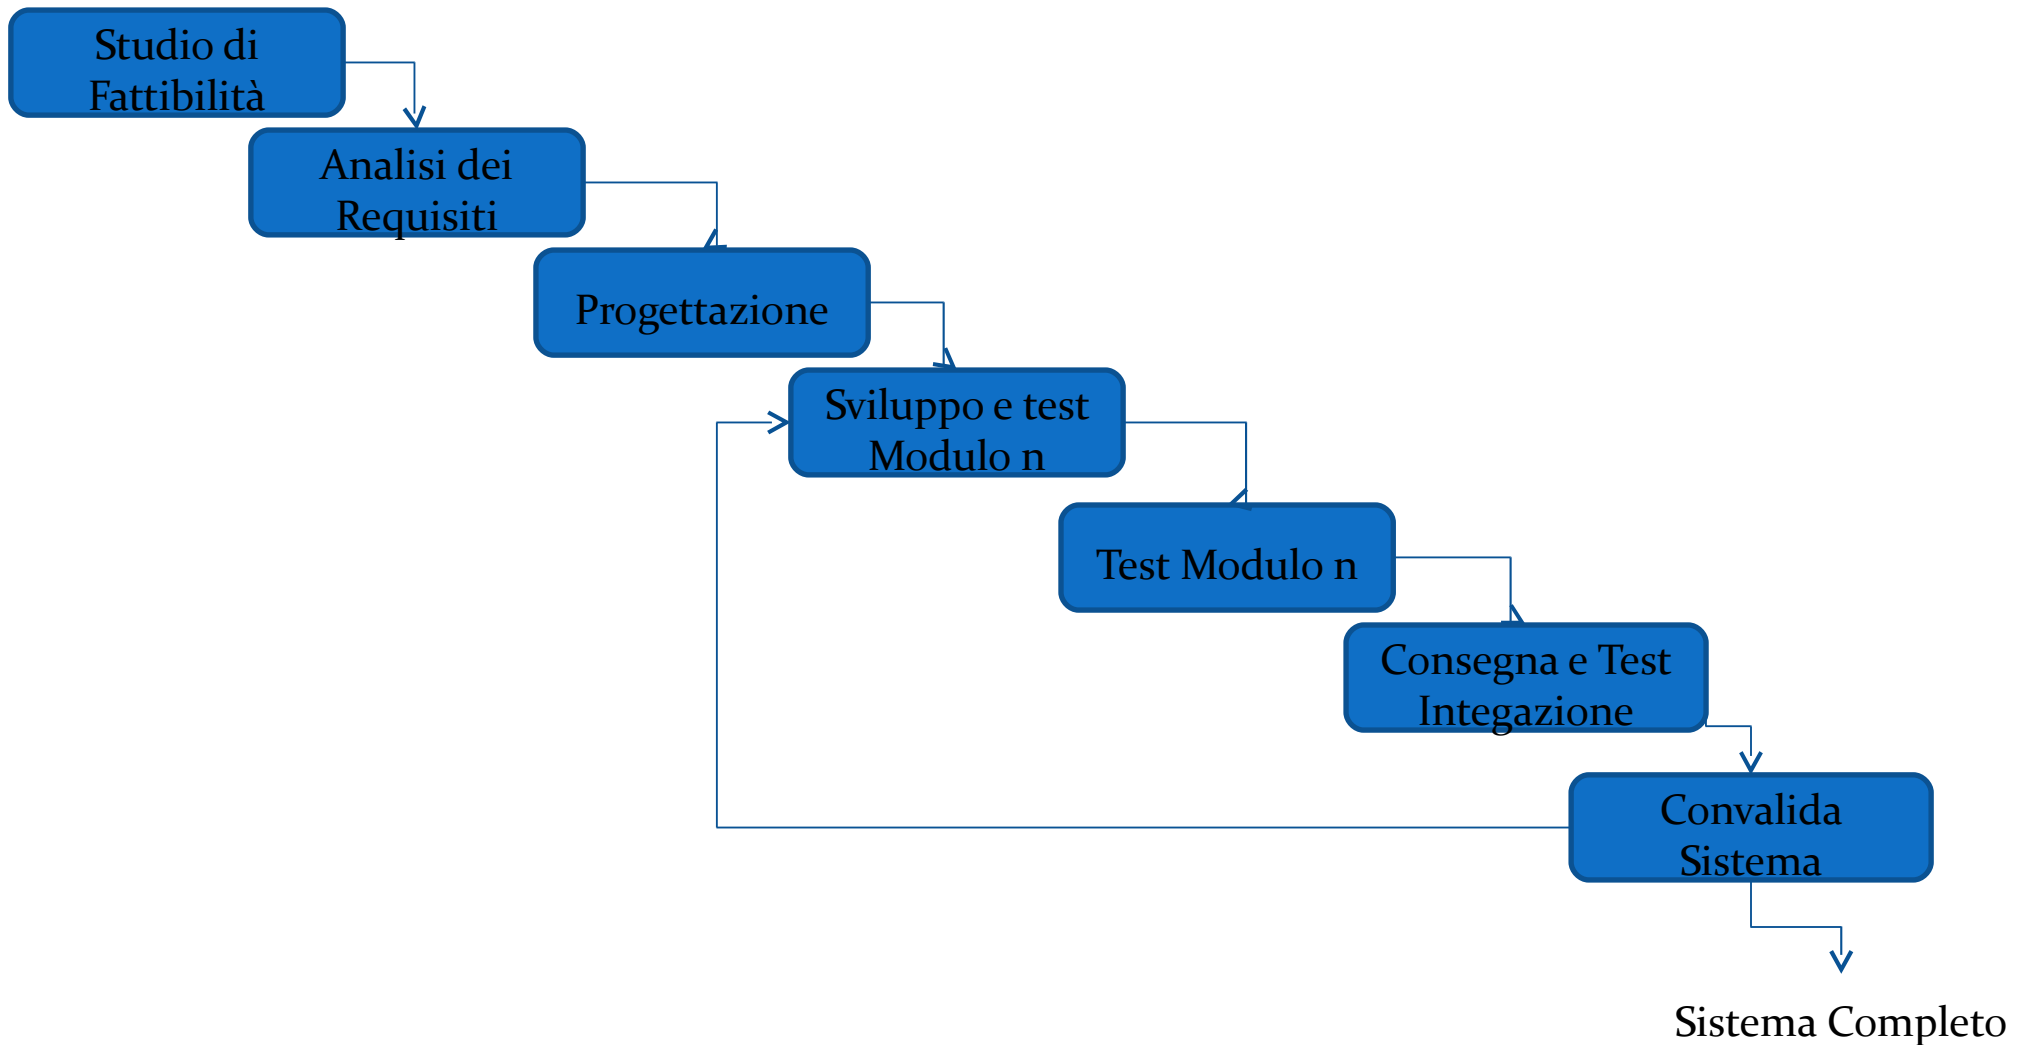 Studio di
Fattibilità
Analisi dei
Requisiti
Progettazione
Sviluppo e test
Modulo n
Test Modulo n
Consegna e Test
Integazione
Convalida
Sistema
Sistema Completo